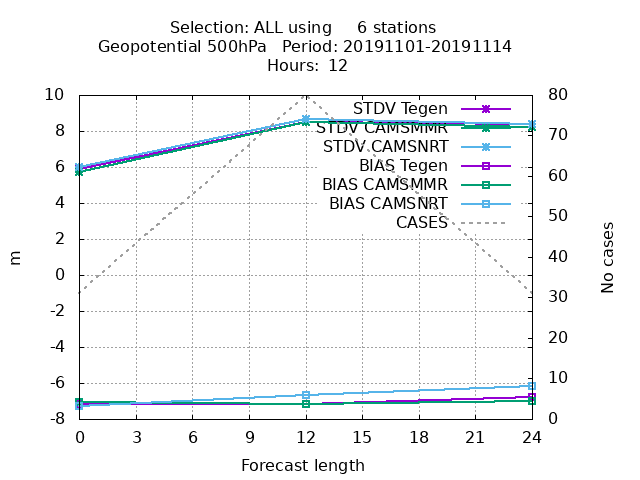 Selection: ALL using     6 stations
Geopotential 500hPa   Period: 20191101-20191114
Hours: 12
10
8
6
4
2
0
-2
-4
-6
-8
m
80
70
60
50
40
30
20
10
0
No cases
STDV Tegen
STDV CAMSMMR
STDV CAMSNRT
BIAS Tegen
BIAS CAMSMMR
BIAS CAMSNRT
CASES
0 3 6 9 12 15 18 21 24
Forecast length